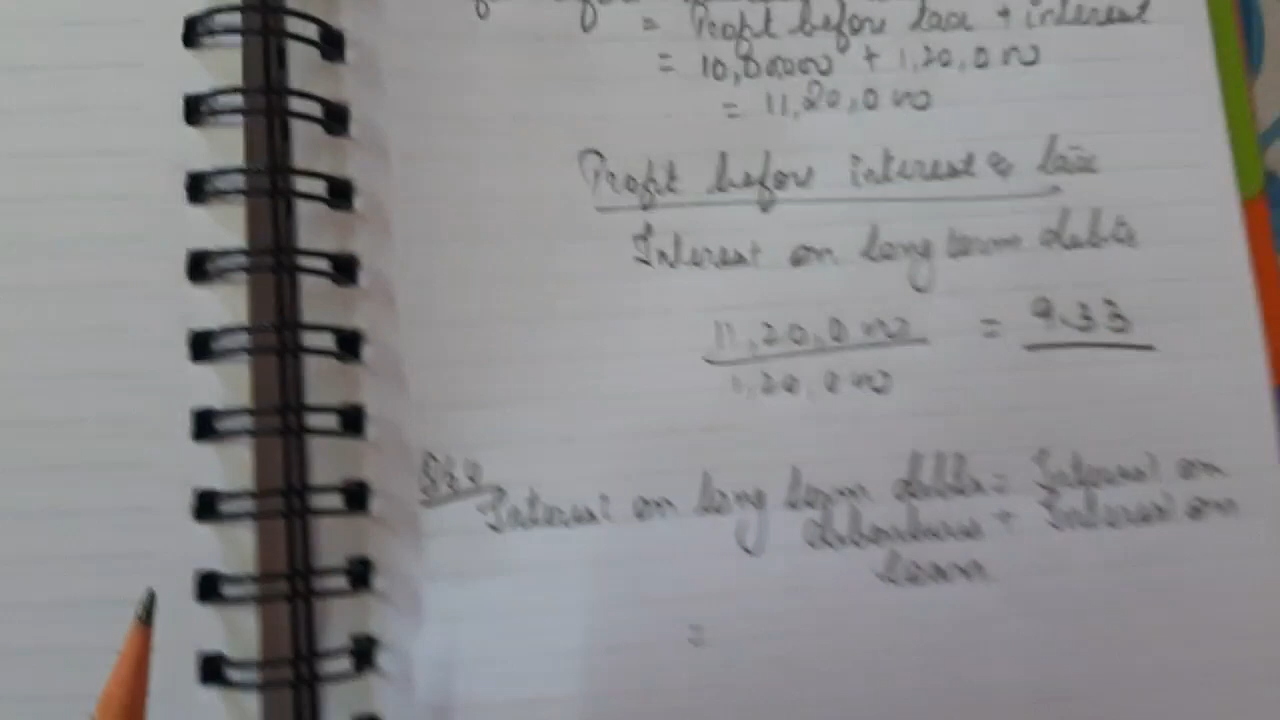 = Profit before tax + interest
= 10,00,000 + 1,20,000
= 11,20,000
Profit before interest & tax
Interest on long term debts
11,20,000 = 9.33
1,20,000
Interest on long term debts = Interest on
debentures + Interest on
loan
=